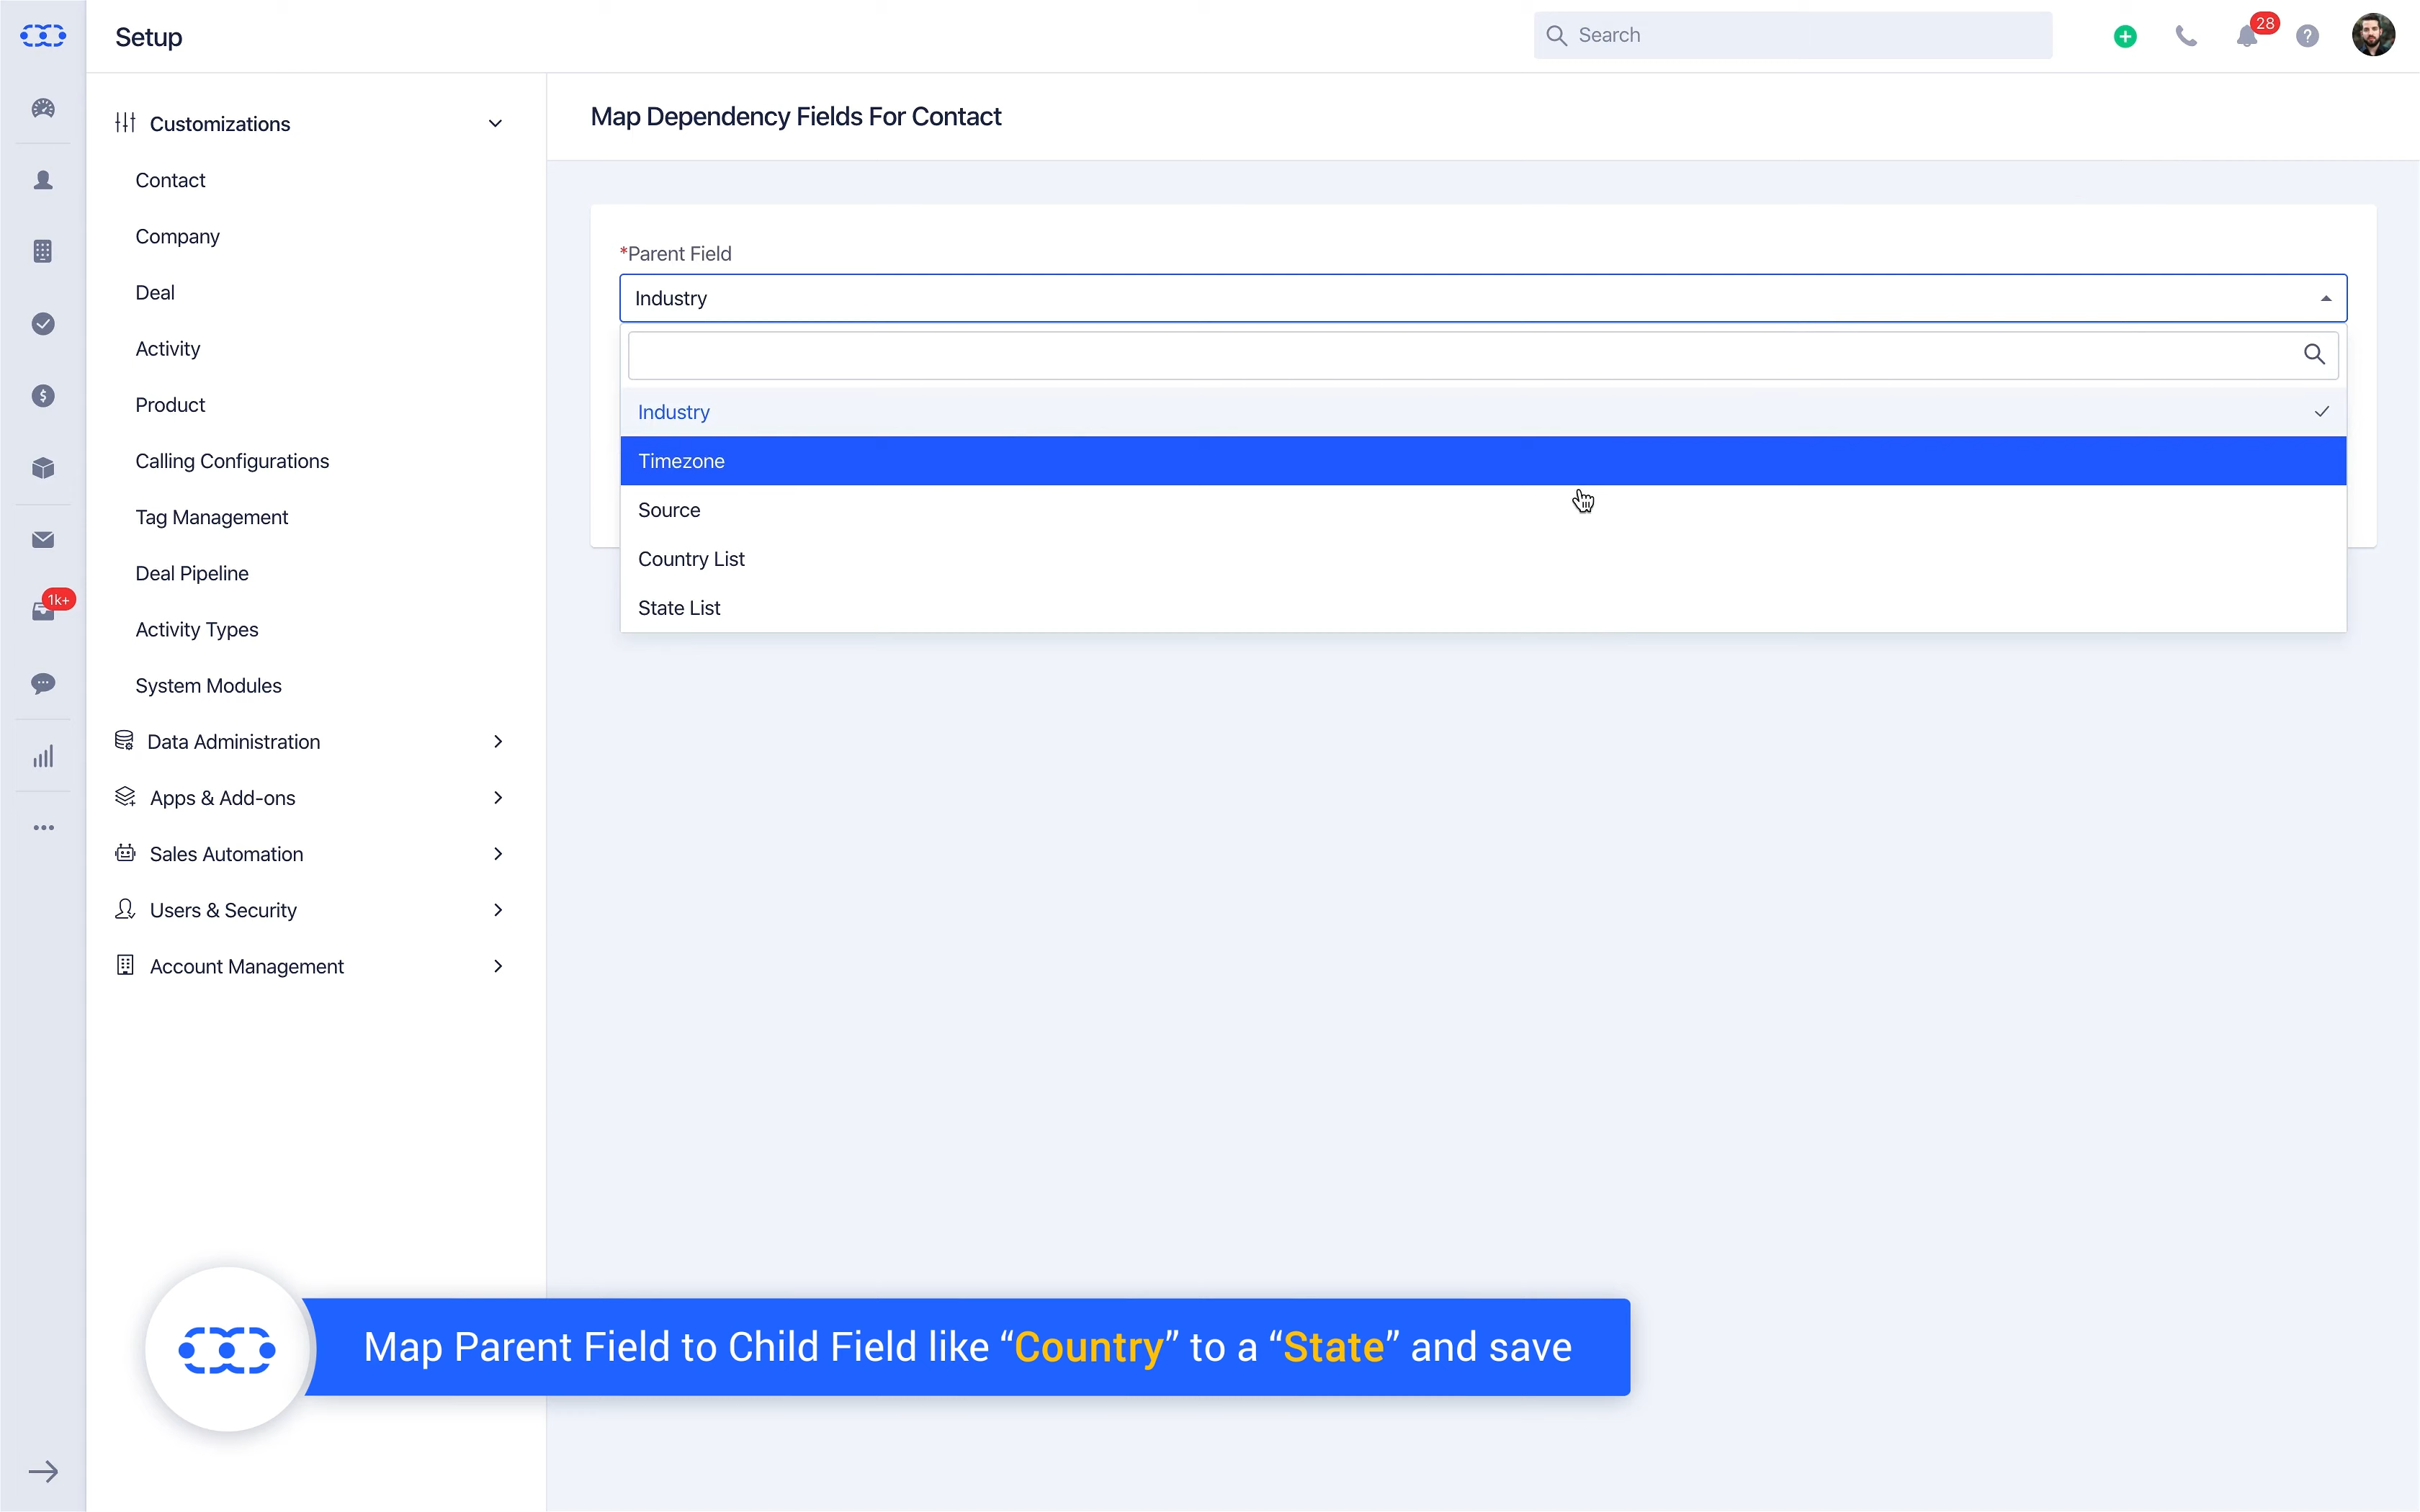 Setup
Search
28
Customizations
Contact
Company
Deal
Activity
Product
Calling Configurations
Tag Management
Deal Pipeline
Activity Types
System Modules
Data Administration
Apps & Add-ons
Sales Automation
Users & Security
Account Management
1k+
Map Dependency Fields For Contact
*Parent Field
Industry
Industry
Timezone
Source
Country List
State List
Map Parent Field to Child Field like “Country” to a “State” and save